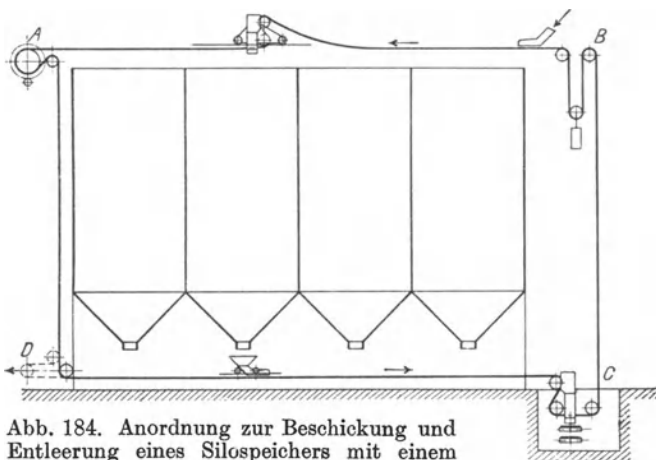 A
B
D
C
Abb. 184. Anordnung zur Beschickung und
Entleerung eines Silospeichers mit einem